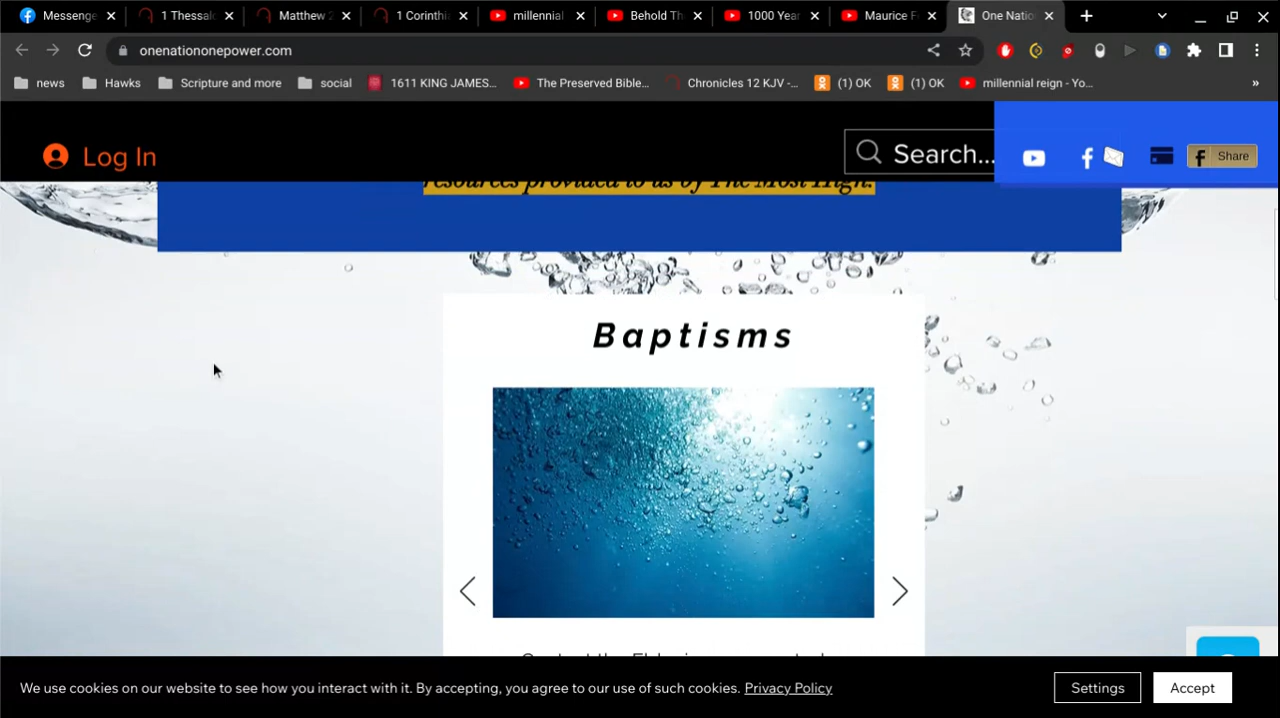 Messenge
1 Thessal
Matthew 2
1 Corinthi
millennial
Behold Th
1000 Year
Maurice F
One Natio
onenationonepower.com
news
Hawks
Scripture and more
social
1611 KING JAMES...
The Preserved Bible...
Chronicles 12 KJV -...
(1) OK
(1) OK
millennial reign - Yo...
»
Log In
Search...
Share
resources provided to us by The Most High.
Baptisms
We use cookies on our website to see how you interact with it. By accepting, you agree to our use of such cookies. Privacy Policy
Settings
Accept